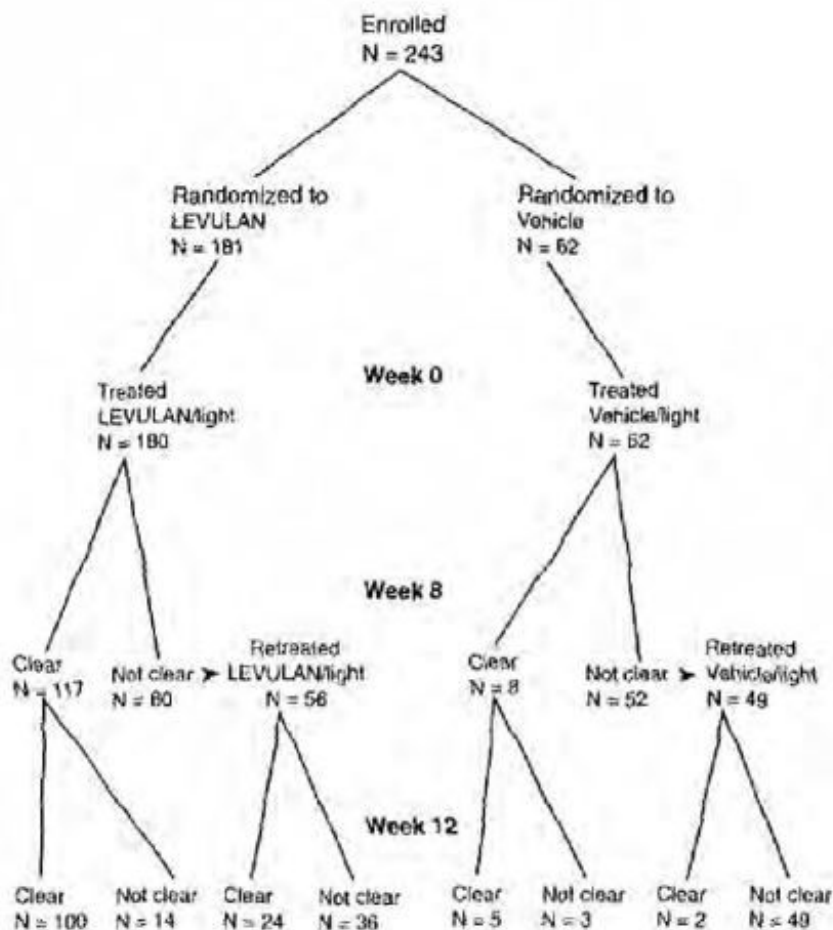 Enrolled
N = 243
Randomized to
LEVULAN
N = 181
Randomized to
Vehicle
N = 62
Week 0
Treated
LEVULAN/light
N = 180
Treated
Vehicle/light
N = 62
Week 8
Clear
N = 117
Not clear
N = 60
Retreated
LEVULAN/light
N = 56
Clear
N = 8
Not clear
N = 52
Retreated
Vehicle/light
N = 49
Week 12
Clear
N = 100
Not clear
N = 14
Clear
N = 24
Not clear
N = 36
Clear
N = 5
Not clear
N = 3
Clear
N = 2
Not clear
N = 49